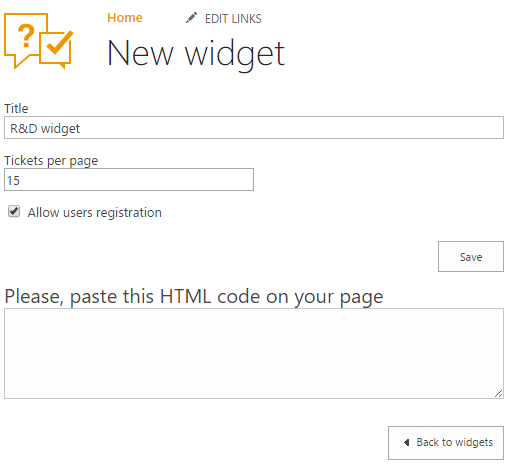 ?
Home
EDIT LINKS
New widget
Title
R&D widget
Tickets per page
15
Allow users registration
Save
Please, paste this HTML code on your page
Back to widgets